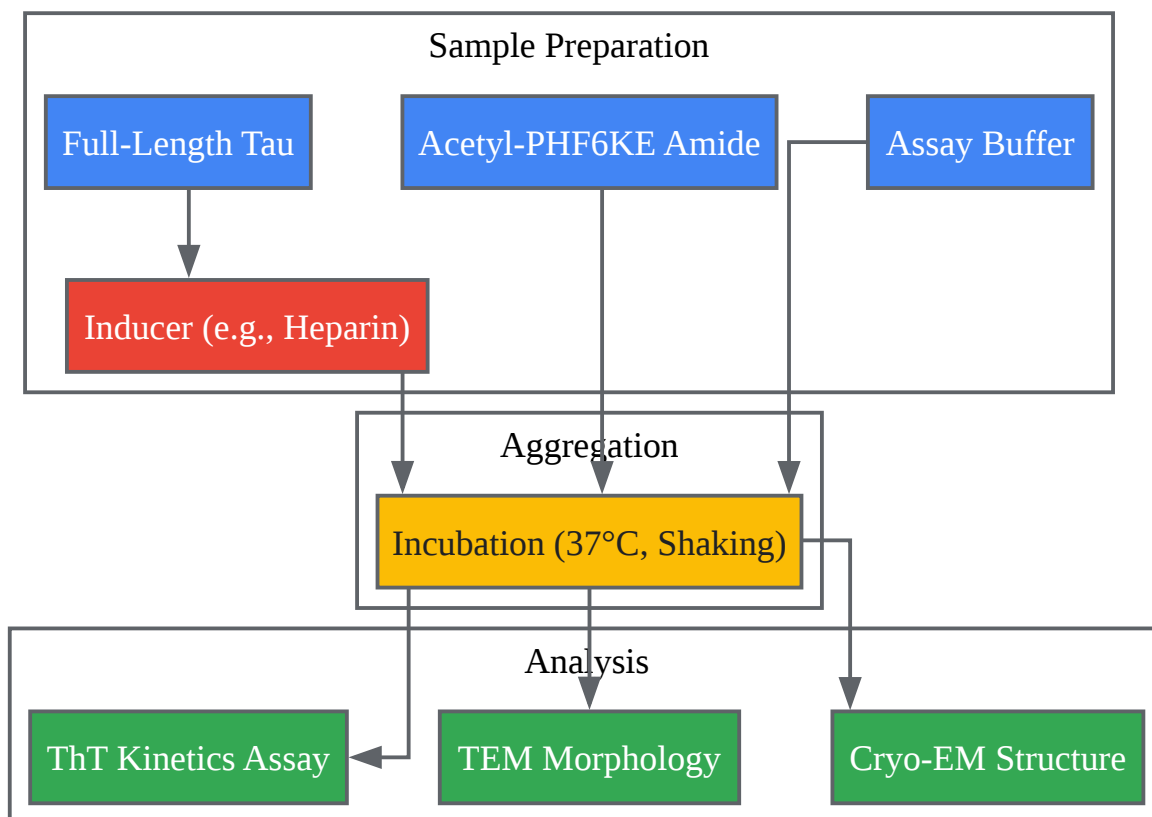 Sample Preparation
Full-Length Tau
Acetyl-PHF6KE Amide
Assay Buffer
Inducer (e.g., Heparin)
Aggregation
Incubation (37°C, Shaking)
Analysis
ThT Kinetics Assay
TEM Morphology
Cryo-EM Structure